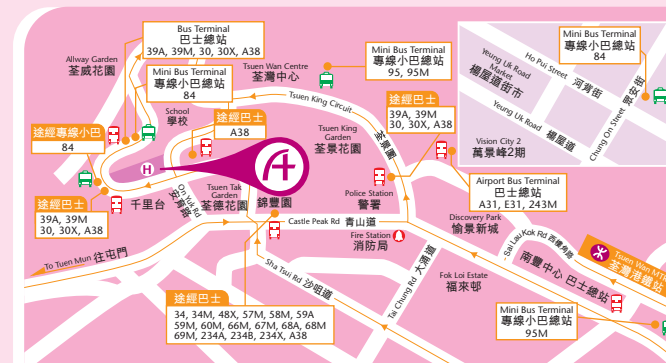 Bus Terminal
巴士總站
39A, 39M, 30, 30X, A38
Allway Garden
荃威花園
Mini Bus Terminal
專線小巴總站
84
Tsuen Wan Centre
荃灣中心
Mini Bus Terminal
專線小巴總站
95, 95M
Yeung Uk Road
Market
楊屋道街市
Ho Pui Street 河背街
Mini Bus Terminal
專線小巴總站
84
School
學校
Tsuen King Circuit
途經巴士
39A, 39M
30, 30X, A38
Yeung Uk Road 楊屋道
Chung On Street 眾安街
途經專線小巴
84
途經巴士
A38
Tsuen King
Garden
荃景花園
荃景圍
Vision City 2
萬景峰2期
H
Airport Bus Terminal
巴士總站
A31, E31, 243M
途經巴士
39A, 39M
30, 30X, A38
千里台
On Yuk Rd
安育路
Tsuen Tak
Garden
荃德花園
錦豐園
Police Station
警署
Castle Peak Rd 青山道
Discovery Park
愉景新城
Fire Station
消防局
Sai Lau Kok Rd 西樓角路
Tsuen Wan MTR
荃灣港鐵站
To Tuen Mun 往屯門
Sha Tsui Rd 沙咀道
Tai Chung Rd 大涌道
Fok Loi Estate
福來邨
南豐中心 巴士總站
途經巴士
34, 34M, 48X, 57M, 58M, 59A
59M, 60M, 66M, 67M, 68A, 68M
69M, 234A, 234B, 234X, A38
Mini Bus Terminal
專線小巴總站
95M